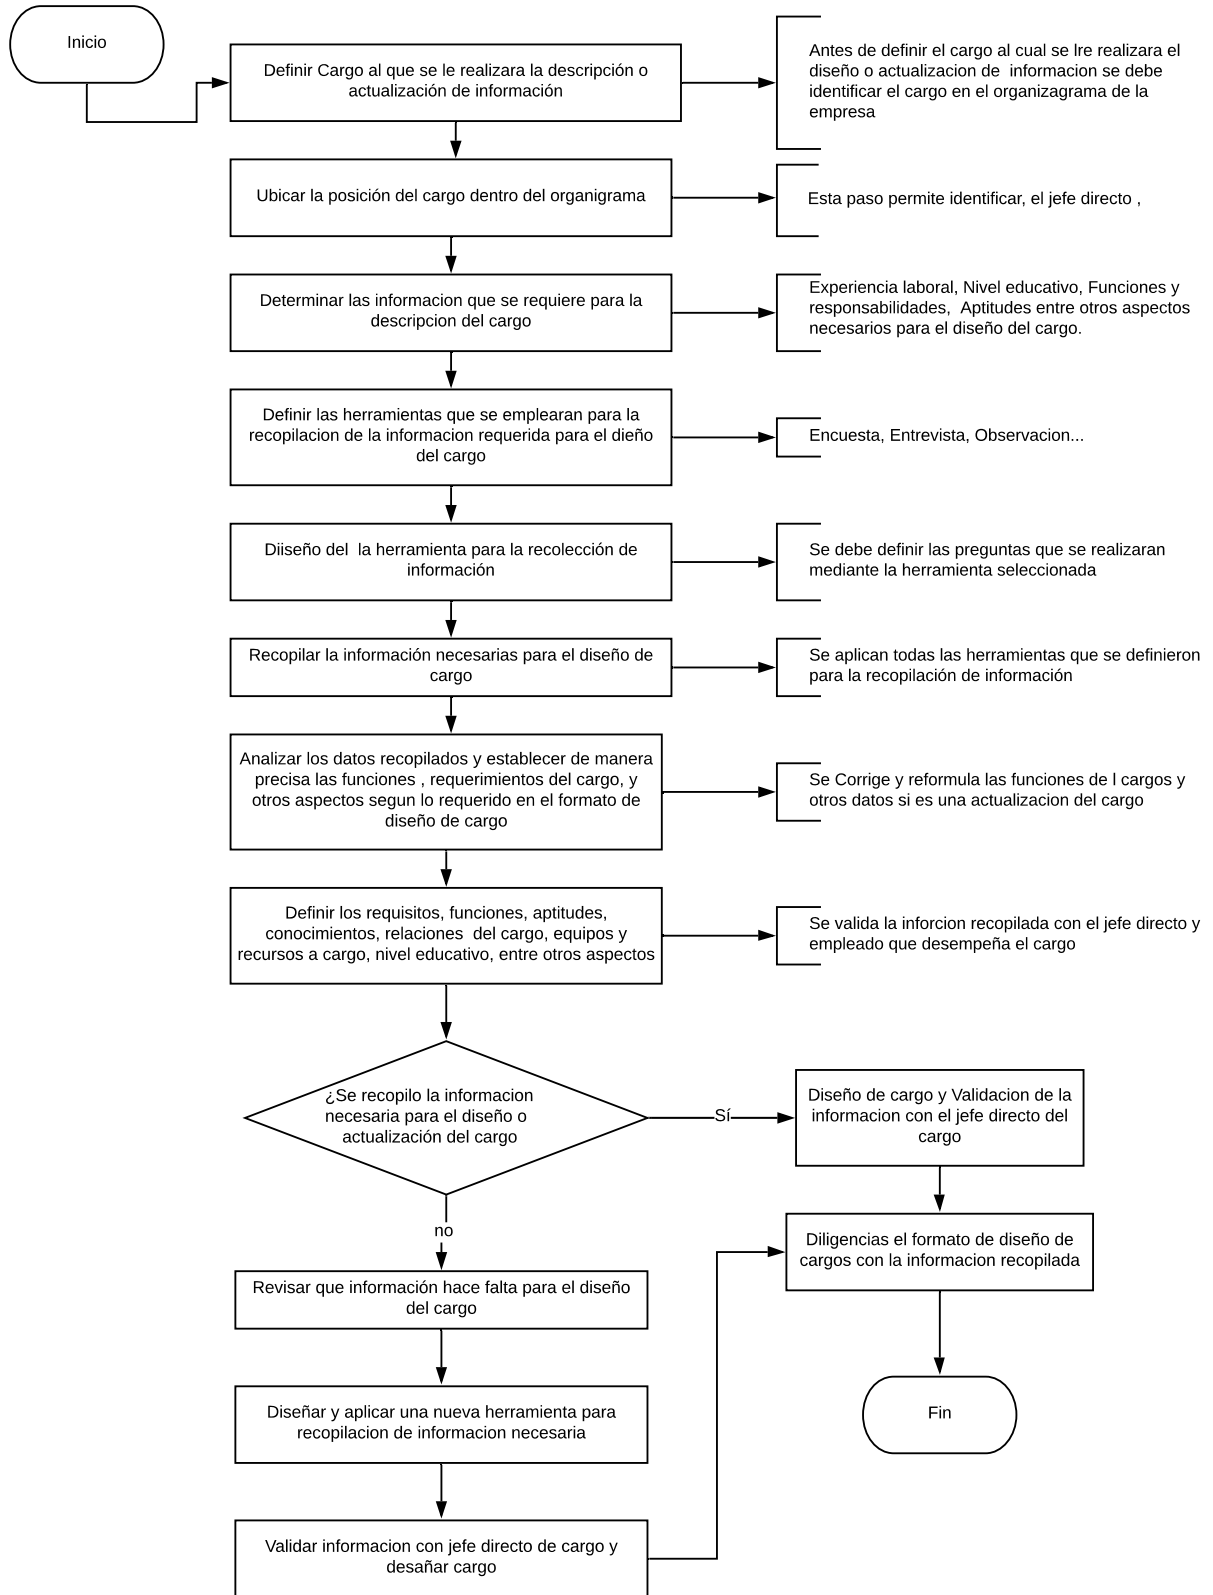 Inicio
Definir Cargo al que se le realizara la descripción o
actualización de información
Antes de definir el cargo al cual se lre realizara el
diseño o actualizacion de  informacion se debe
identificar el cargo en el organizagrama de la
empresa
Ubicar la posición del cargo dentro del organigrama
Esta paso permite identificar, el jefe directo ,
Determinar las informacion que se requiere para la
descripcion del cargo
Experiencia laboral, Nivel educativo, Funciones y
responsabilidades,  Aptitudes entre otros aspectos
necesarios para el diseño del cargo.
Definir las herramientas que se emplearan para la
recopilacion de la informacion requerida para el dieño
del cargo
Encuesta, Entrevista, Observacion...
Diiseño del  la herramienta para la recolección de
información
Se debe definir las preguntas que se realizaran
mediante la herramienta seleccionada
Recopilar la información necesarias para el diseño de
cargo
Se aplican todas las herramientas que se definieron
para la recopilación de información
Analizar los datos recopilados y establecer de manera
precisa las funciones , requerimientos del cargo, y
otros aspectos segun lo requerido en el formato de
diseño de cargo
Se Corrige y reformula las funciones de l cargos y
otros datos si es una actualizacion del cargo
Definir los requisitos, funciones, aptitudes,
conocimientos, relaciones  del cargo, equipos y
recursos a cargo, nivel educativo, entre otros aspectos
Se valida la inforcion recopilada con el jefe directo y
empleado que desempeña el cargo
¿Se recopilo la informacion
necesaria para el diseño o
actualización del cargo
Sí
Diseño de cargo y Validacion de la
informacion con el jefe directo del
cargo
no
Diligencias el formato de diseño de
cargos con la informacion recopilada
Revisar que información hace falta para el diseño
del cargo
Diseñar y aplicar una nueva herramienta para
recopilacion de informacion necesaria
Fin
Validar informacion con jefe directo de cargo y
desañar cargo